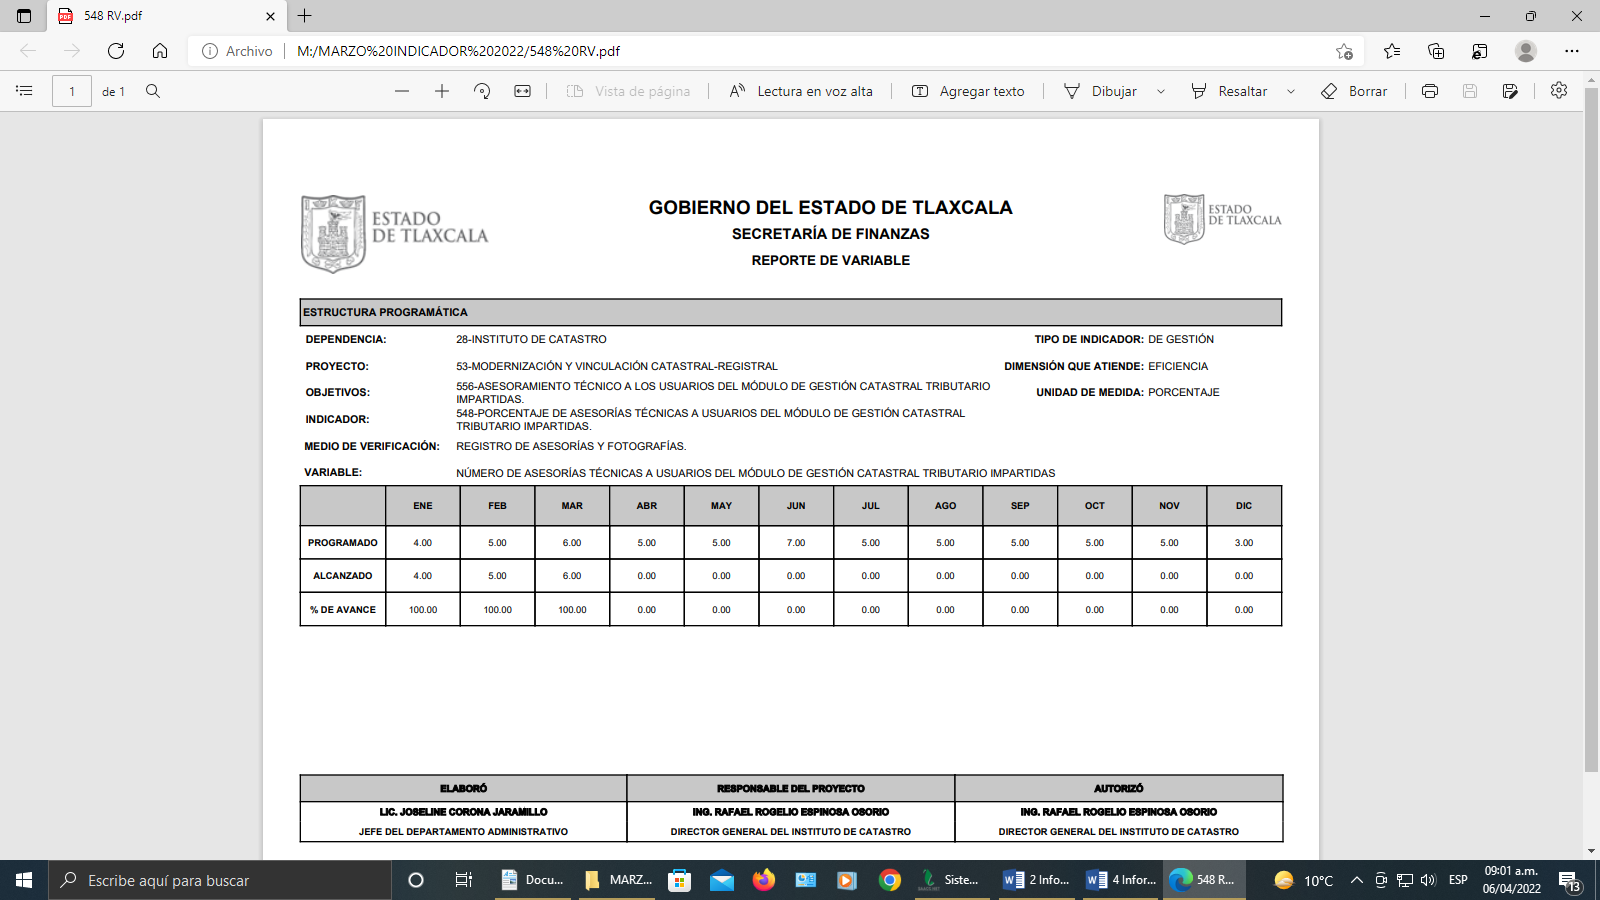 548 RV.pdf
Archivo
M:/MARZO%20INDICADOR%202022/548%20RV.pdf
1 de 1
Vista de página
Lectura en voz alta
Agregar texto
Dibujar
Resaltar
Borrar
ESTADO DE TLAXCALA
GOBIERNO DEL ESTADO DE TLAXCALA
SECRETARÍA DE FINANZAS
REPORTE DE VARIABLE
ESTADO DE TLAXCALA
ESTRUCTURA PROGRAMÁTICA
DEPENDENCIA: 28-INSTITUTO DE CATASTRO TIPO DE INDICADOR: DE GESTIÓN
PROYECTO: 53-MODERNIZACIÓN Y VINCULACIÓN CATASTRAL-REGISTRAL DIMENSIÓN QUE ATIENDE: EFICIENCIA
OBJETIVOS: 556-ASESORAMIENTO TÉCNICO A LOS USUARIOS DEL MÓDULO DE GESTIÓN CATASTRAL TRIBUTARIO
IMPARTIDAS. UNIDAD DE MEDIDA: PORCENTAJE
INDICADOR: 548-PORCENTAJE DE ASESORÍAS TÉCNICAS A USUARIOS DEL MÓDULO DE GESTIÓN CATASTRAL
TRIBUTARIO IMPARTIDAS.
MEDIO DE VERIFICACIÓN: REGISTRO DE ASESORÍAS Y FOTOGRAFÍAS.
VARIABLE: NÚMERO DE ASESORÍAS TÉCNICAS A USUARIOS DEL MÓDULO DE GESTIÓN CATASTRAL TRIBUTARIO IMPARTIDAS
ENE FEB MAR ABR MAY JUN JUL AGO SEP OCT NOV DIC
PROGRAMADO 4.00 5.00 6.00 5.00 5.00 7.00 5.00 5.00 5.00 5.00 5.00 3.00
ALCANZADO 4.00 5.00 6.00 0.00 0.00 0.00 0.00 0.00 0.00 0.00 0.00 0.00
% DE AVANCE 100.00 100.00 100.00 0.00 0.00 0.00 0.00 0.00 0.00 0.00 0.00 0.00
ELABORÓ RESPONSABLE DEL PROYECTO AUTORIZÓ
LIC. JOSELINE CORONA JARAMILLO ING. RAFAEL ROGELIO ESPINOSA OSORIO ING. RAFAEL ROGELIO ESPINOSA OSORIO
JEFE DEL DEPARTAMENTO ADMINISTRATIVO DIRECTOR GENERAL DEL INSTITUTO DE CATASTRO DIRECTOR GENERAL DEL INSTITUTO DE CATASTRO
Escribe aquí para buscar
Docu...
MARZ...
Siste...
2 Info...
4 Infor...
548 R...
10°C
ESP
09:01 a.m.
06/04/2022
13